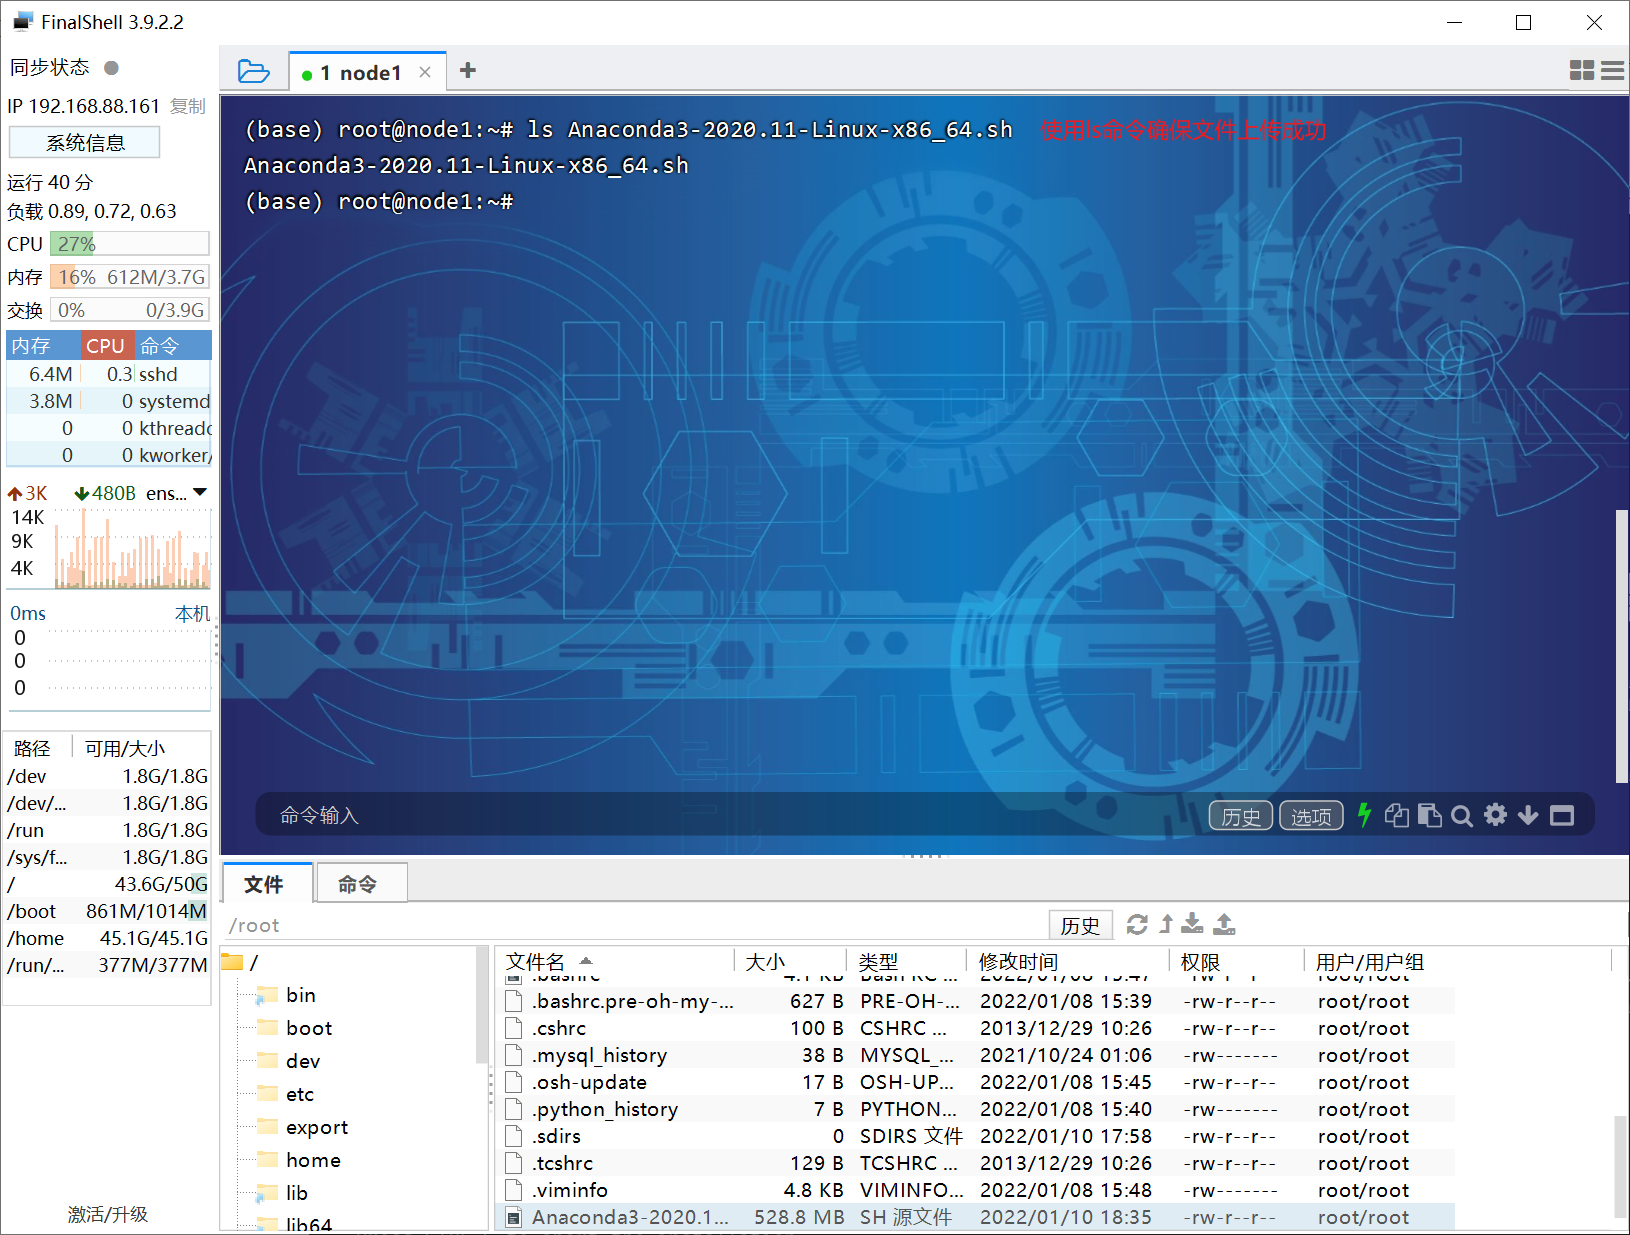 FinalShell 3.9.2.2
同步状态
IP 192.168.88.161 复制
系统信息
运行 40 分
负载 0.89, 0.72, 0.63
CPU 27%
内存 16% 612M/3.7G
交换 0% 0/3.9G
内存 CPU 命令
6.4M 0.3 sshd
3.8M 0 systemd
0 0 kthreadd
0 0 kworker/
3K 480B ens...
14K
9K
4K
0ms 本机
0
0
0
路径 可用/大小
/dev 1.8G/1.8G
/dev/... 1.8G/1.8G
/run 1.8G/1.8G
/sys/f... 1.8G/1.8G
/ 43.6G/50G
/boot 861M/1014M
/home 45.1G/45.1G
/run/... 377M/377M
激活/升级
1 node1
(base) root@node1:~# ls Anaconda3-2020.11-Linux-x86_64.sh 使用ls命令确保文件上传成功
Anaconda3-2020.11-Linux-x86_64.sh
(base) root@node1:~#
命令输入 历史 选项
文件 命令
/root 历史
/
bin
boot
dev
etc
export
home
lib
lib64
文件名 大小 类型 修改时间 权限 用户/用户组
.bashrc 4.1 KB BASH RC ... 2022/01/08 15:47 -rw-r--r-- root/root
.bashrc.pre-oh-my-... 627 B PRE-OH-... 2022/01/08 15:39 -rw-r--r-- root/root
.cshrc 100 B CSHRC ... 2013/12/29 10:26 -rw-r--r-- root/root
.mysql_history 38 B MYSQL_... 2021/10/24 01:06 -rw------- root/root
.osh-update 17 B OSH-UP... 2022/01/08 15:45 -rw-r--r-- root/root
.python_history 7 B PYTHON... 2022/01/08 15:40 -rw------- root/root
.sdirs 0 SDIRS 文件 2022/01/10 17:58 -rw-r--r-- root/root
.tcshrc 129 B TCSHRC ... 2013/12/29 10:26 -rw-r--r-- root/root
.viminfo 4.8 KB VIMINFO... 2022/01/08 15:48 -rw------- root/root
Anaconda3-2020.1... 528.8 MB SH 源文件 2022/01/10 18:35 -rw-r--r-- root/root